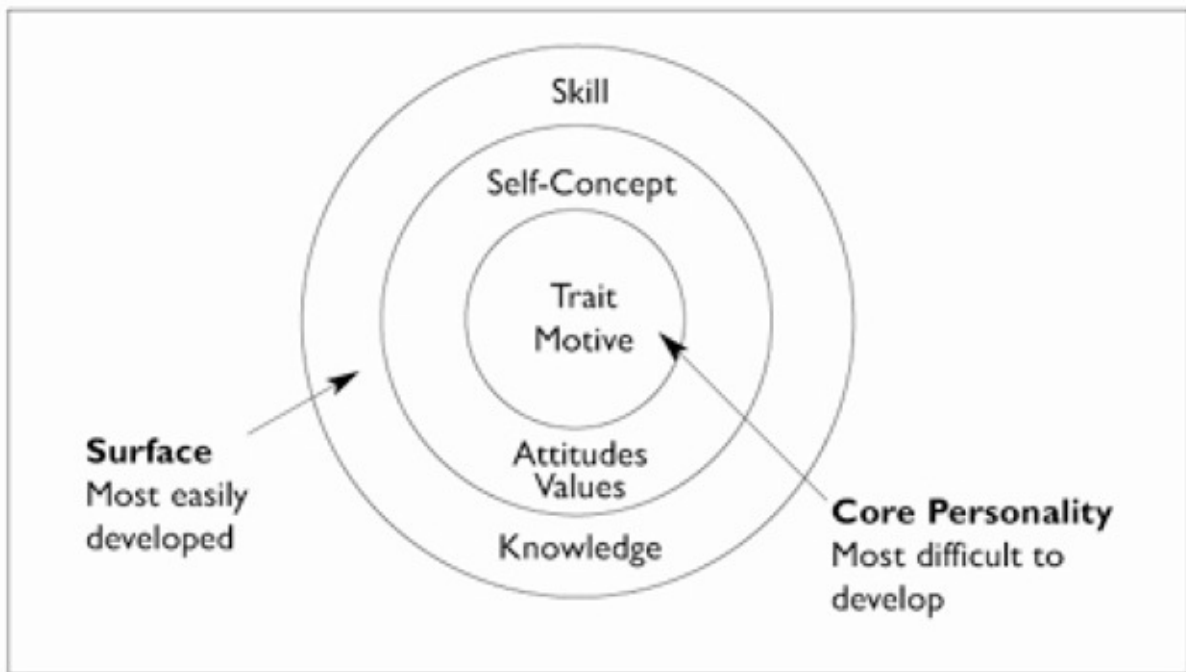 Skill
Self-Concept
Trait
Motive
Surface
Most easily
developed
Attitudes
Values
Core Personality
Most difficult to
develop
Knowledge